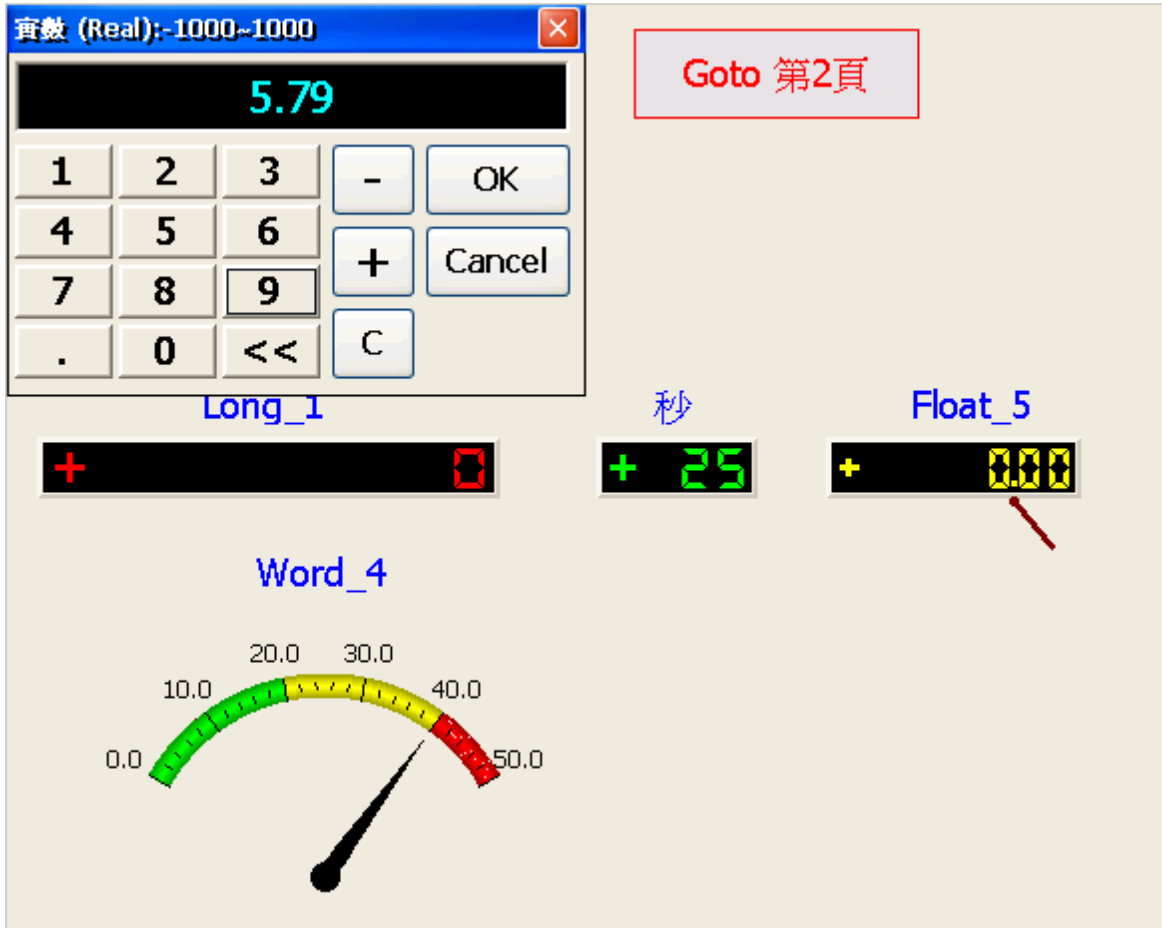 實數 (Real):-1000~1000
5.79
1 2 3 - OK
4 5 6 + Cancel
7 8 9
. 0 << C
Goto 第2頁
Long_1 秒 Float_5
+ 0 + 25 + 0.00
Word_4
0.0 10.0 20.0 30.0 40.0 50.0